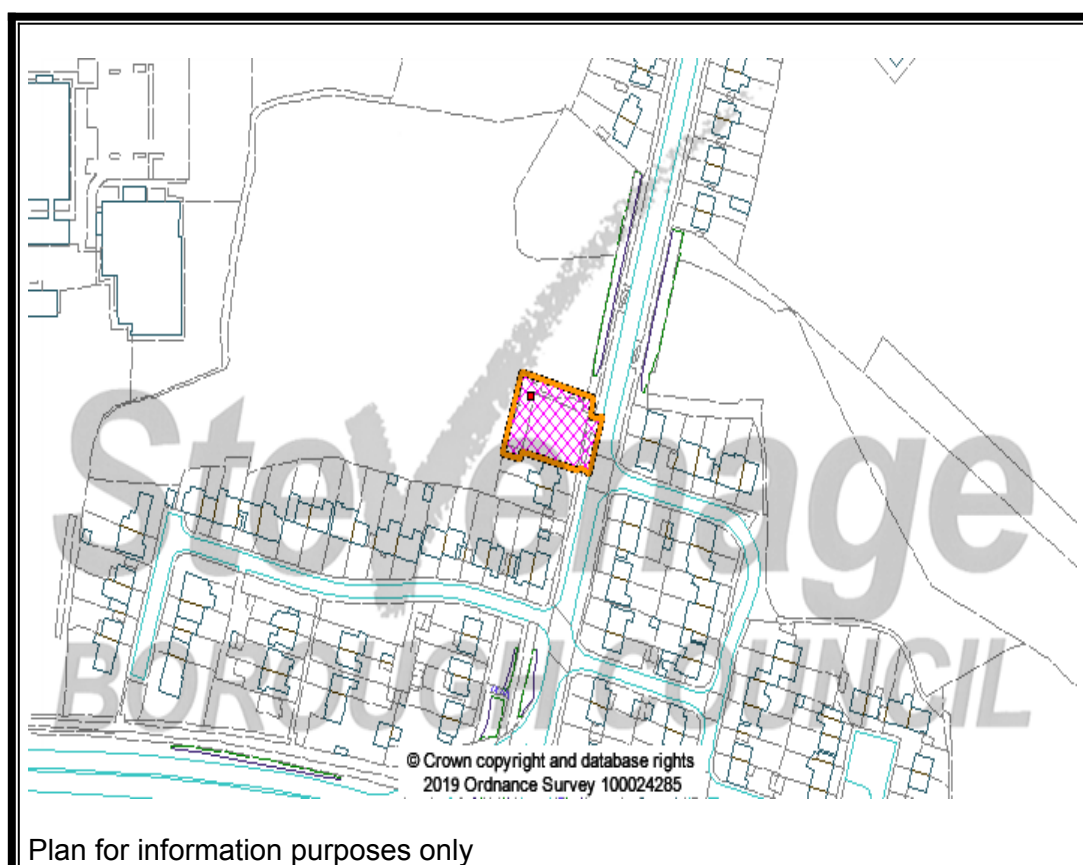 Stevenage
BOROUGH COUNCIL
© Crown copyright and database rights
2019 Ordnance Survey 100024285
Plan for information purposes only